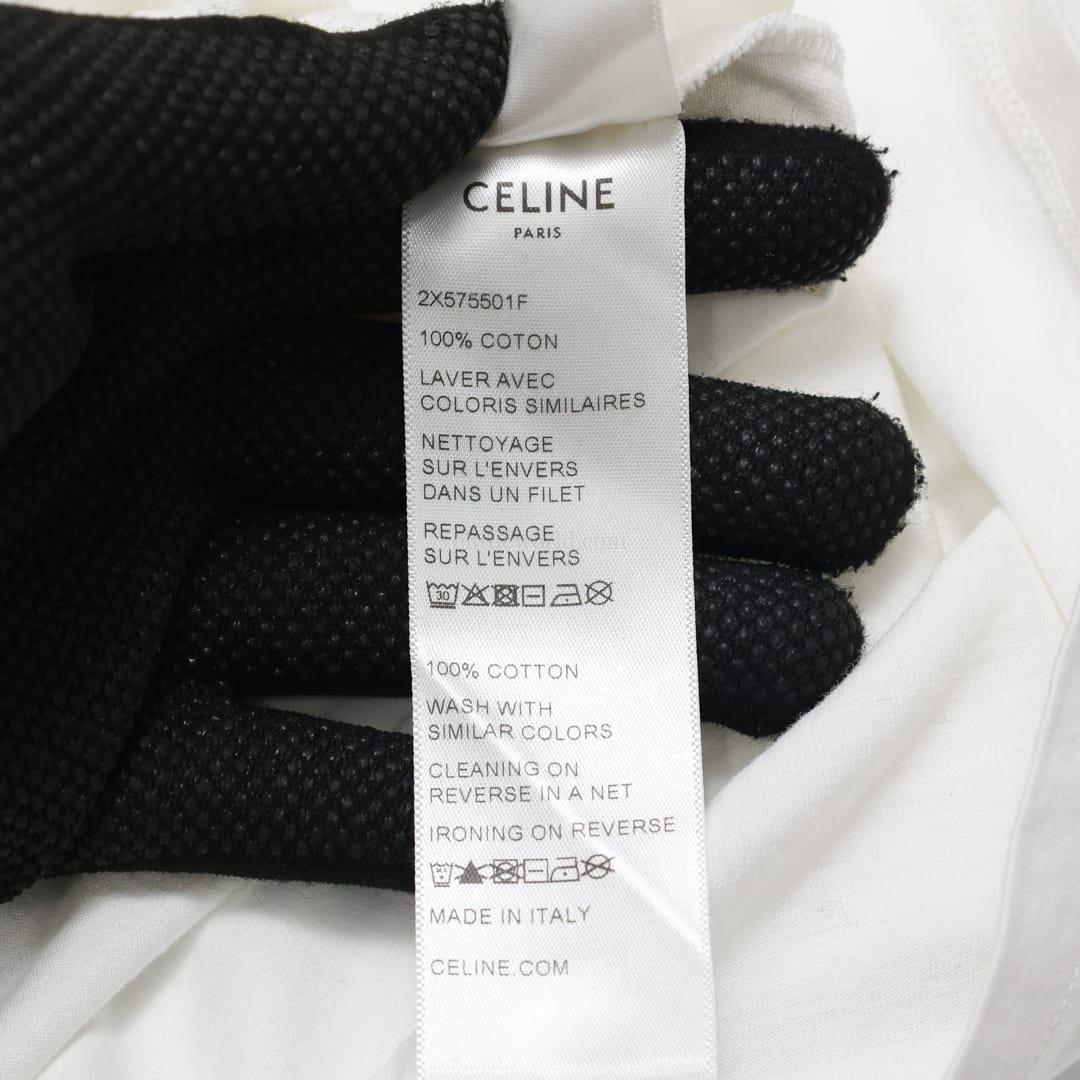 CELINE
PARIS
2X575501F
100% COTON
LAVER AVEC
COLORIS SIMILAIRES
NETTOYAGE
SUR L'ENVERS
DANS UN FILET
REPASSAGE
SUR L'ENVERS
30
100% COTTON
WASH WITH
SIMILAR COLORS
CLEANING ON
REVERSE IN A NET
IRONING ON REVERSE
MADE IN ITALY
CELINE.COM